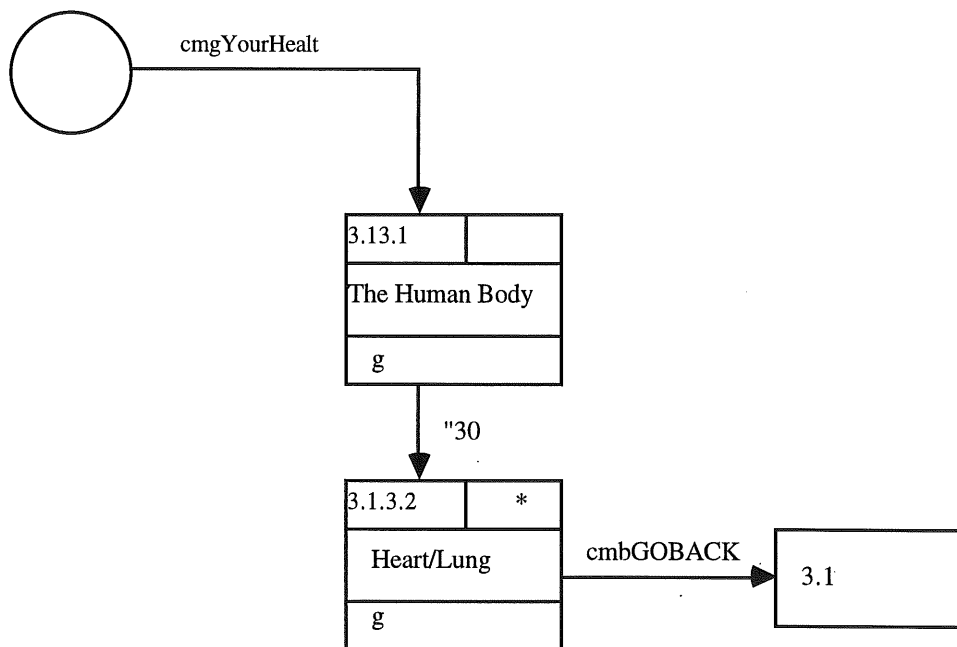 cmgYourHealt
3.13.1
The Human Body
g
"30
3.1.3.2 *
Heart/Lung
cmbGOBACK
3.1
g